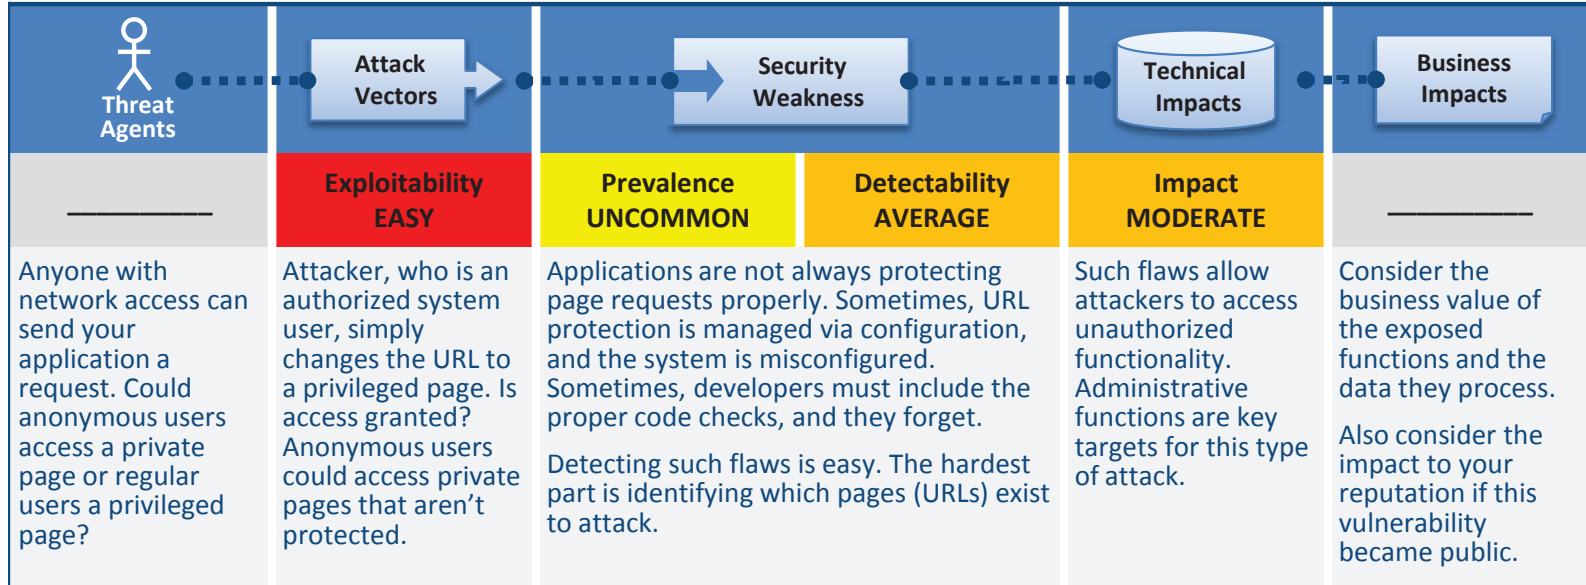 Threat
Agents
Attack
Vectors
Security
Weakness
Technical
Impacts
Business
Impacts
__________
Exploitability
EASY
Prevalence
UNCOMMON
Detectability
AVERAGE
Impact
MODERATE
__________
Anyone with
network access can
send your
application a
request. Could
anonymous users
access a private
page or regular
users a privileged
page?
Attacker, who is an
authorized system
user, simply
changes the URL to
a privileged page. Is
access granted?
Anonymous users
could access private
pages that aren’t
protected.
Applications are not always protecting
page requests properly. Sometimes, URL
protection is managed via configuration,
and the system is misconfigured.
Sometimes, developers must include the
proper code checks, and they forget.
Detecting such flaws is easy. The hardest
part is identifying which pages (URLs) exist
to attack.
Such flaws allow
attackers to access
unauthorized
functionality.
Administrative
functions are key
targets for this type
of attack.
Consider the
business value of
the exposed
functions and the
data they process.
Also consider the
impact to your
reputation if this
vulnerability
became public.